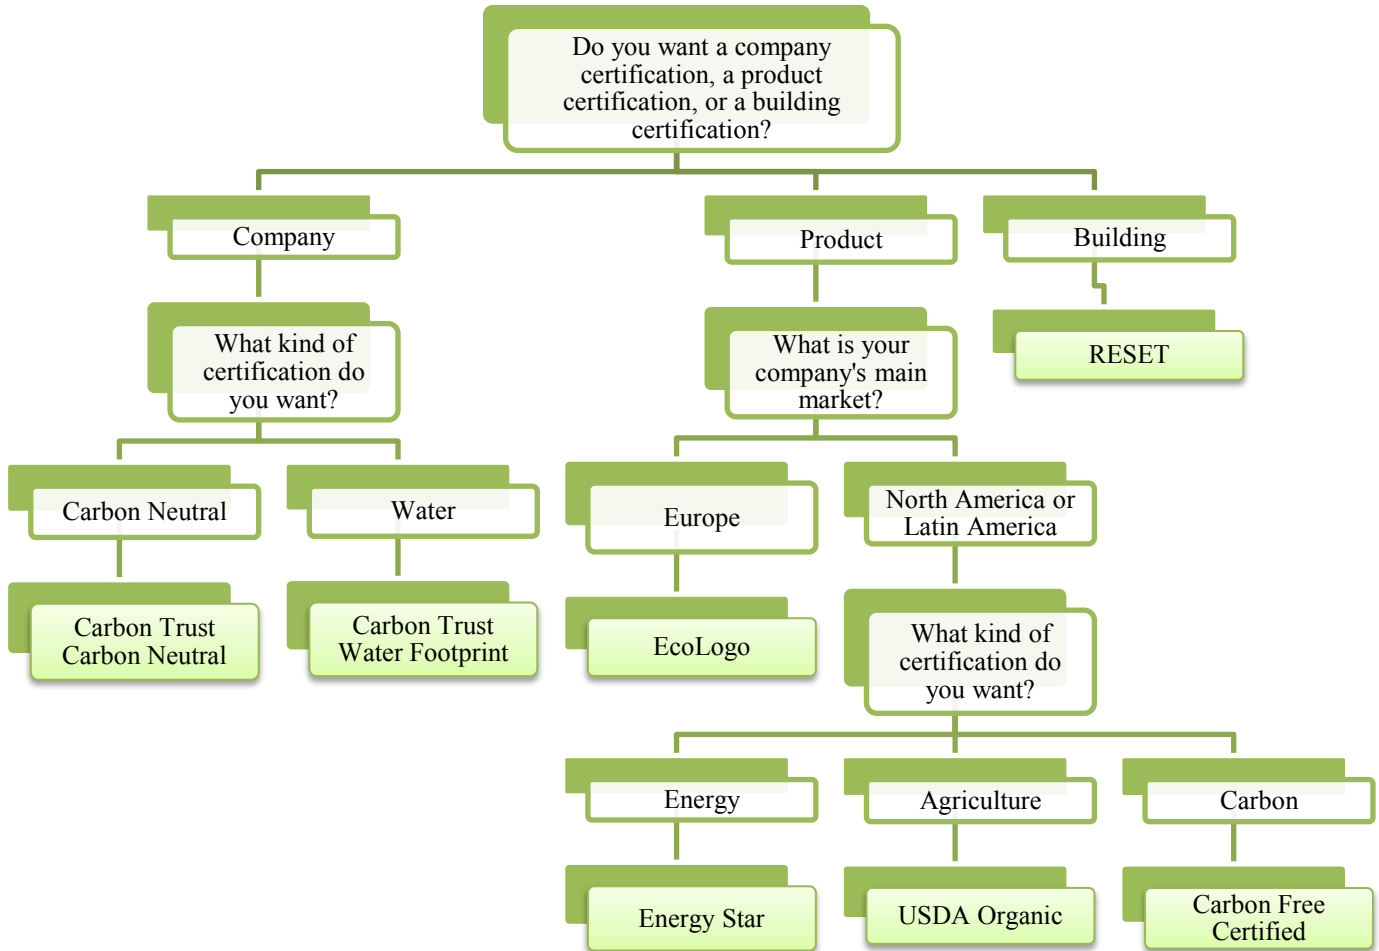 Do you want a company
certification, a product
certification, or a building
certification?
Company
Product
Building
What kind of
certification do
you want?
What is your
company's main
market?
RESET
Carbon Neutral
Water
Europe
North America or
Latin America
Carbon Trust
Carbon Neutral
Carbon Trust
Water Footprint
EcoLogo
What kind of
certification do
you want?
Energy
Agriculture
Carbon
Energy Star
USDA Organic
Carbon Free
Certified